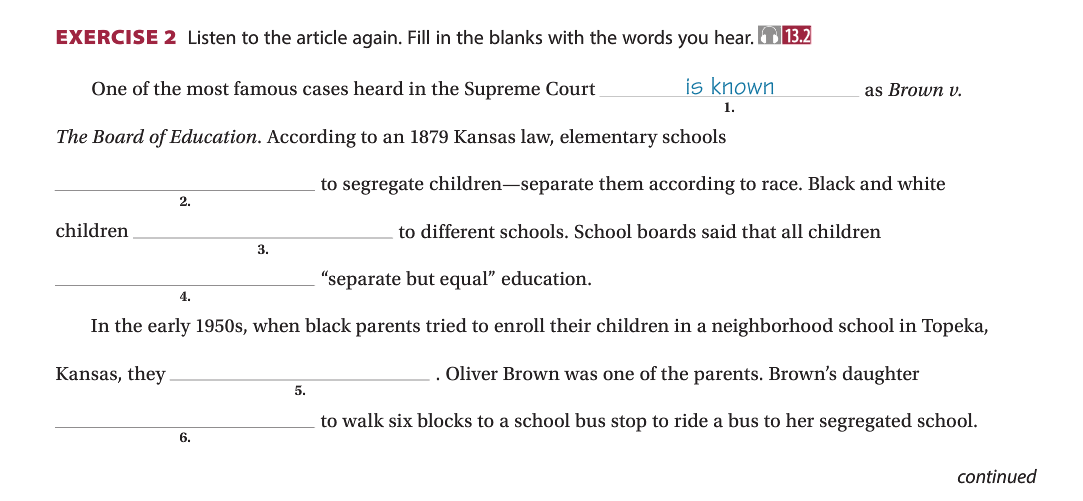 EXERCISE 2 Listen to the article again. Fill in the blanks with the words you hear. 13.2
One of the most famous cases heard in the Supreme Court is known as Brown v.
1.
The Board of Education. According to an 1879 Kansas law, elementary schools
to segregate children—separate them according to race. Black and white
2.
children to different schools. School boards said that all children
3.
“separate but equal” education.
4.
In the early 1950s, when black parents tried to enroll their children in a neighborhood school in Topeka,
Kansas, they . Oliver Brown was one of the parents. Brown’s daughter
5.
to walk six blocks to a school bus stop to ride a bus to her segregated school.
6.
continued